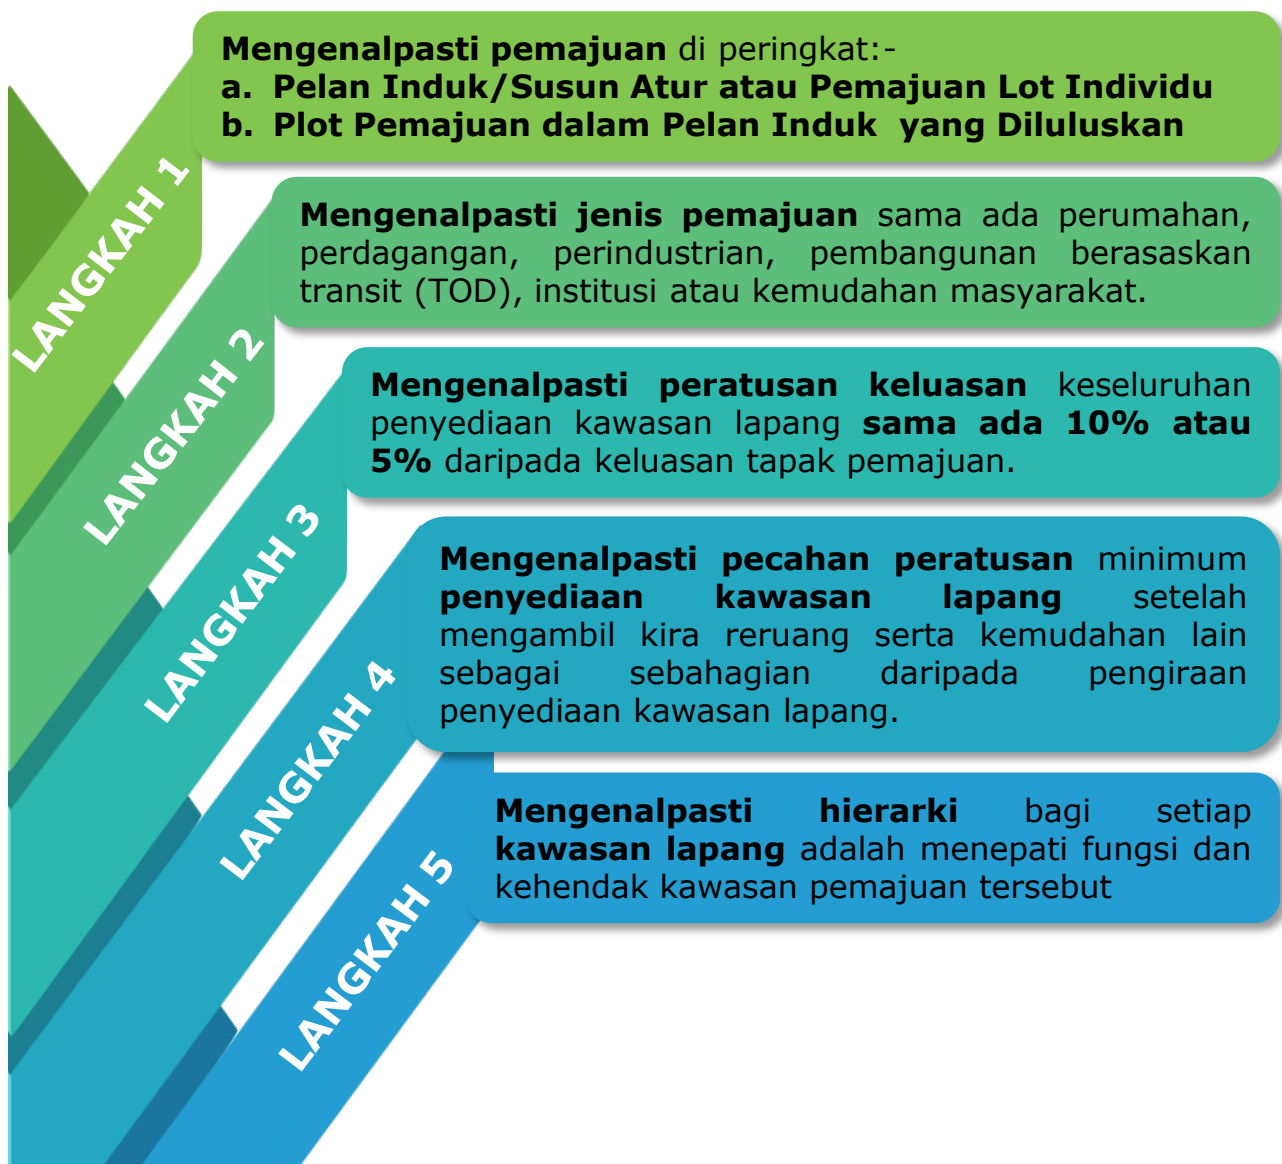 LANGKAH 1
Mengenalpasti pemajuan di peringkat:-
a. Pelan Induk/Susun Atur atau Pemajuan Lot Individu
b. Plot Pemajuan dalam Pelan Induk yang Diluluskan
LANGKAH 2
Mengenalpasti jenis pemajuan sama ada perumahan,
perdagangan, perindustrian, pembangunan berasaskan
transit (TOD), institusi atau kemudahan masyarakat.
LANGKAH 3
Mengenalpasti peratusan keluasan keseluruhan
penyediaan kawasan lapang sama ada 10% atau
5% daripada keluasan tapak pemajuan.
LANGKAH 4
Mengenalpasti pecahan peratusan minimum
penyediaan kawasan lapang setelah
mengambil kira reruang serta kemudahan lain
sebagai sebahagian daripada pengiraan
penyediaan kawasan lapang.
LANGKAH 5
Mengenalpasti hierarki bagi setiap
kawasan lapang adalah menepati fungsi dan
kehendak kawasan pemajuan tersebut